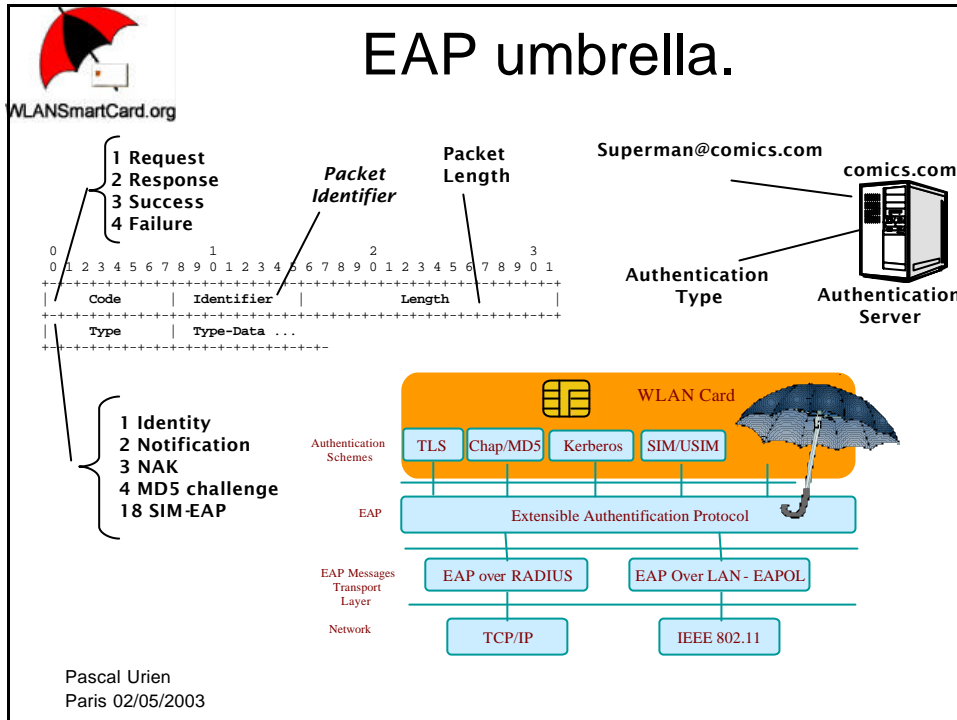 EAP umbrella.
WLANSmartCard.org
1 Request
2 Response
3 Success
4 Failure
Packet
Identifier
Packet
Length
Superman@comics.com
comics.com
Authentication
Type
Authentication
Server
0 1 2 3
0 1 2 3 4 5 6 7 8 9 0 1 2 3 4 5 6 7 8 9 0 1 2 3 4 5 6 7 8 9 0 1
+-+-+-+-+-+-+-+-+-+-+-+-+-+-+-+-+-+-+-+-+-+-+-+-+-+-+-+-+-+-+-+-+
| Code | Identifier | Length |
+-+-+-+-+-+-+-+-+-+-+-+-+-+-+-+-+-+-+-+-+-+-+-+-+-+-+-+-+-+-+-+-+
| Type | Type-Data ...
+-+-+-+-+-+-+-+-+-+-+-+-+-+-+-+-+-+-
1 Identity
2 Notification
3 NAK
4 MD5 challenge
18 SIM-EAP
WLAN Card
Authentication
Schemes
TLS
Chap/MD5
Kerberos
SIM/USIM
EAP
Extensible Authentification Protocol
EAP Messages
Transport
Layer
EAP over RADIUS
EAP Over LAN - EAPOL
Network
TCP/IP
IEEE 802.11
Pascal Urien
Paris 02/05/2003